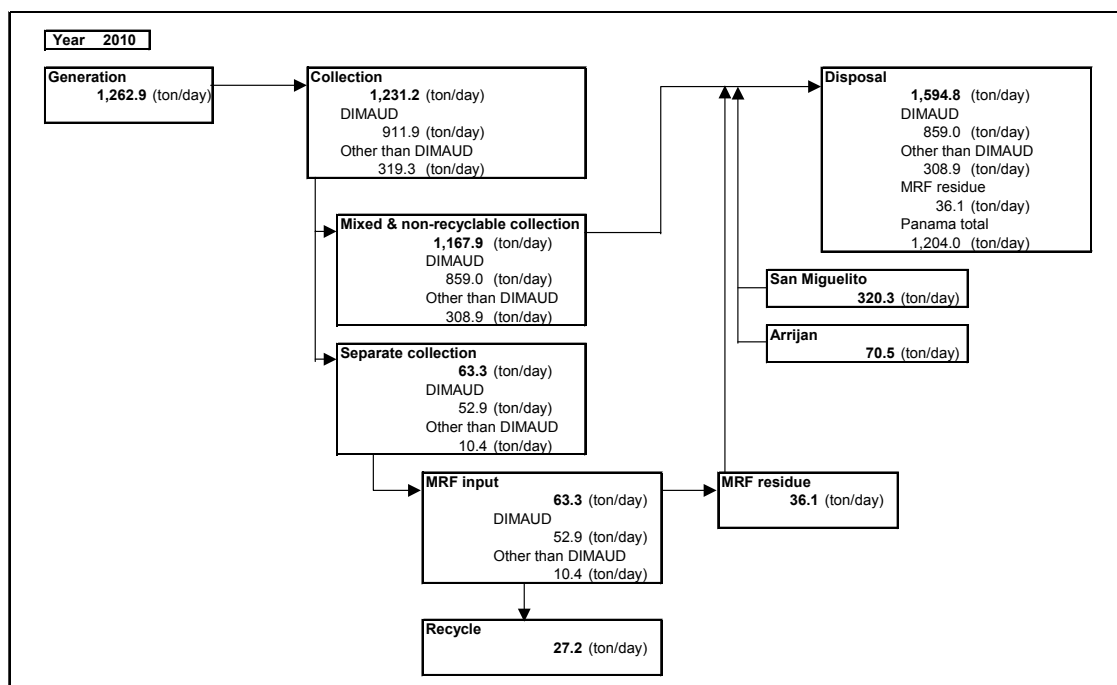 Year 2010
Generation
1,262.9 (ton/day)
Collection
1,231.2 (ton/day)
DIMAUD
911.9 (ton/day)
Other than DIMAUD
319.3 (ton/day)
Disposal
1,594.8 (ton/day)
DIMAUD
859.0 (ton/day)
Other than DIMAUD
308.9 (ton/day)
MRF residue
36.1 (ton/day)
Panama total
1,204.0 (ton/day)
Mixed & non-recyclable collection
1,167.9 (ton/day)
DIMAUD
859.0 (ton/day)
Other than DIMAUD
308.9 (ton/day)
San Miguelito
320.3 (ton/day)
Arrijan
70.5 (ton/day)
Separate collection
63.3 (ton/day)
DIMAUD
52.9 (ton/day)
Other than DIMAUD
10.4 (ton/day)
MRF input
63.3 (ton/day)
DIMAUD
52.9 (ton/day)
Other than DIMAUD
10.4 (ton/day)
MRF residue
36.1 (ton/day)
Recycle
27.2 (ton/day)